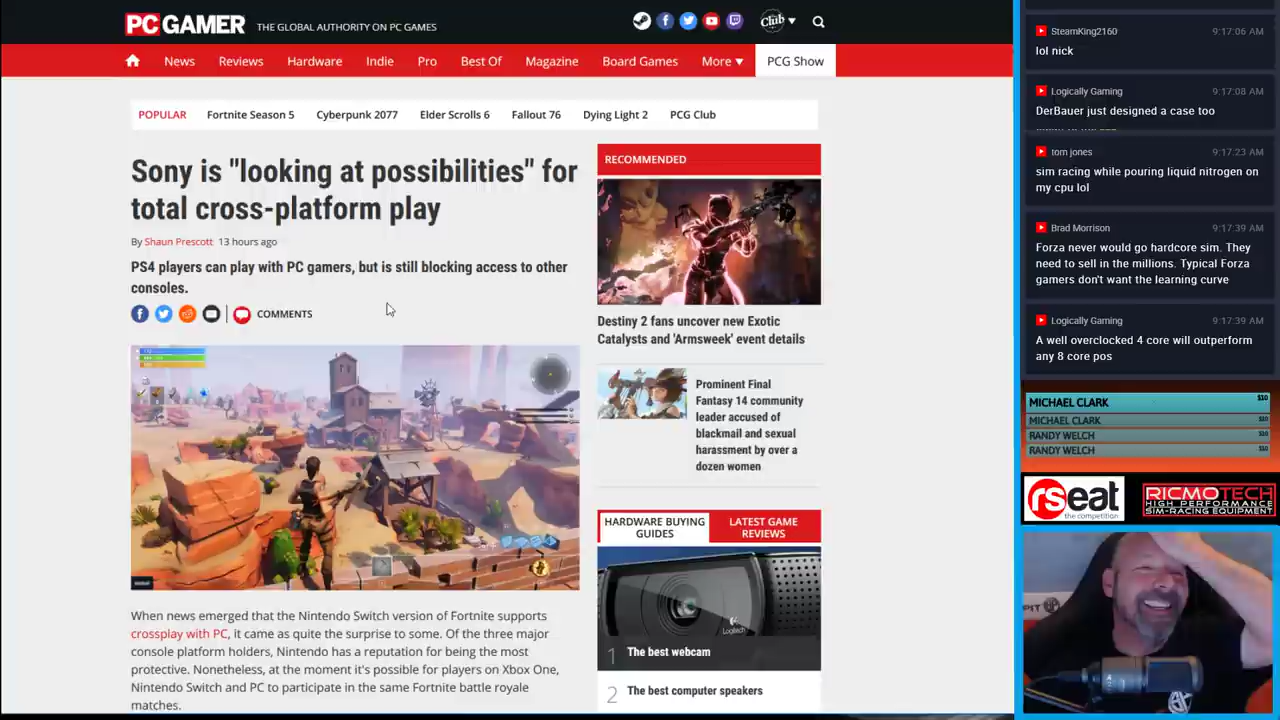 PC GAMER
THE GLOBAL AUTHORITY ON PC GAMES
Club
News
Reviews
Hardware
Indie
Pro
Best Of
Magazine
Board Games
More
PCG Show
POPULAR
Fortnite Season 5
Cyberpunk 2077
Elder Scrolls 6
Fallout 76
Dying Light 2
PCG Club
Sony is "looking at possibilities" for
total cross-platform play
By Shaun Prescott 13 hours ago
PS4 players can play with PC gamers, but is still blocking access to other
consoles.
COMMENTS
When news emerged that the Nintendo Switch version of Fortnite supports
crossplay with PC, it came as quite the surprise to some. Of the three major
console platform holders, Nintendo has a reputation for being the most
protective. Nonetheless, at the moment it's possible for players on Xbox One,
Nintendo Switch and PC to participate in the same Fortnite battle royale
matches.
RECOMMENDED
Destiny 2 fans uncover new Exotic
Catalysts and 'Armsweek' event details
Prominent Final
Fantasy 14 community
leader accused of
blackmail and sexual
harassment by over a
dozen women
HARDWARE BUYING
GUIDES
LATEST GAME
REVIEWS
Logitech
1 The best webcam
2 The best computer speakers
SteamKing2160 9:17:06 AM
lol nick
Logically Gaming 9:17:08 AM
DerBauer just designed a case too
tom jones 9:17:23 AM
sim racing while pouring liquid nitrogen on
my cpu lol
Brad Morrison 9:17:39 AM
Forza never would go hardcore sim. They
need to sell in the millions. Typical Forza
gamers don't want the learning curve
Logically Gaming 9:17:39 AM
A well overclocked 4 core will outperform
any 8 core pos
MICHAEL CLARK $10
MICHAEL CLARK $10
RANDY WELCH $10
RANDY WELCH $10
rseat
the competition
RICMOTECH
HIGH PERFORMANCE
SIM-RACING EQUIPMENT
PIT